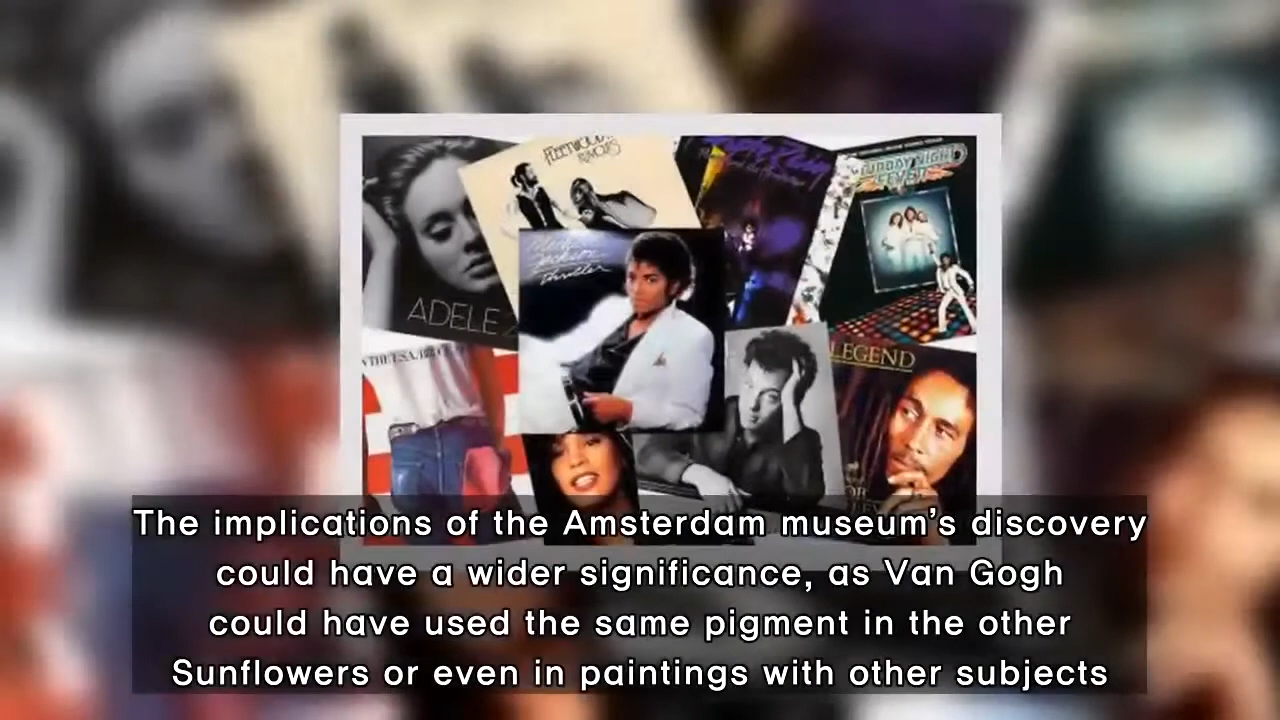 FLEETWOOD
RUMOURS
SATURDAY NIGHT
FEVER
Jackson
Thriller
ADELE
LEGEND
The implications of the Amsterdam museum’s discovery
could have a wider significance, as Van Gogh
could have used the same pigment in the other
Sunflowers or even in paintings with other subjects